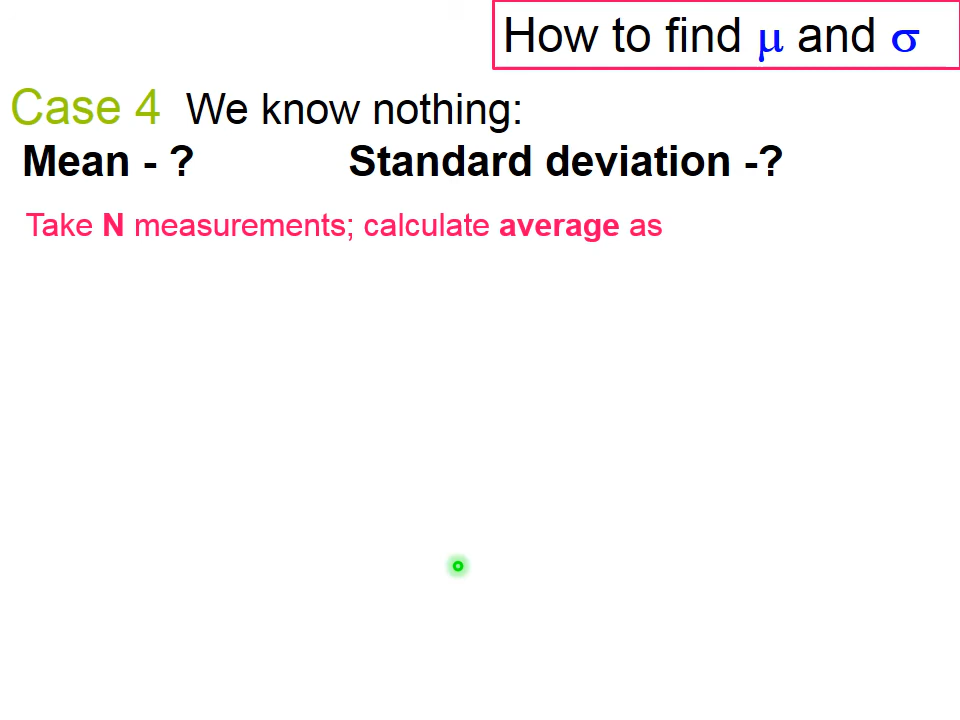 How to find μ and σ
Case 4 We know nothing:
Mean - ? Standard deviation -?
Take N measurements; calculate average as